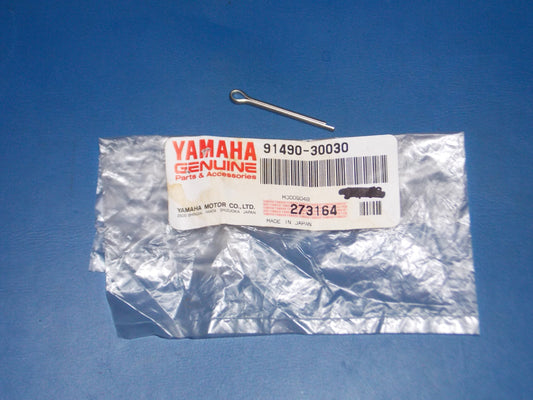 YAMAHA
GENUINE
Parts & Accessories
91490-30030
273164
YAMAHA MOTOR CO., LTD.
MADE IN JAPAN